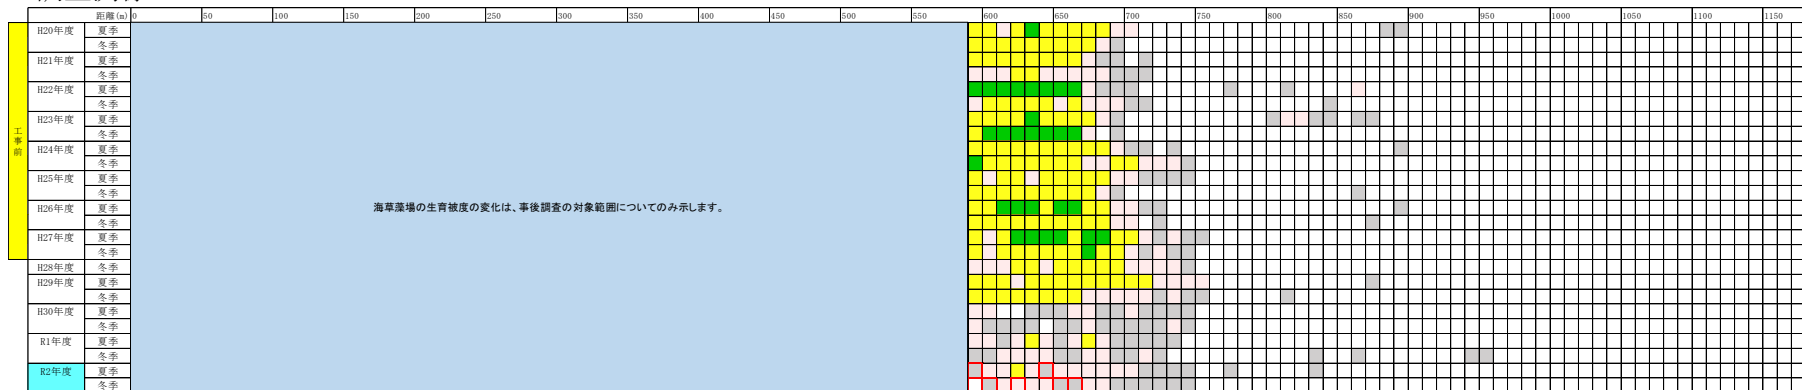 距離(m) 0 50 100 150 200 250 300 350 400 450 500 550 600 650 700 750 800 850 900 950 1000 1050 1100 1150
工事前
H20年度 夏季
冬季
H21年度 夏季
冬季
H22年度 夏季
冬季
H23年度 夏季
冬季
H24年度 夏季
冬季
H25年度 夏季
冬季
海草藻場の生育被度の変化は、事後調査の対象範囲についてのみ示します。
H26年度 夏季
冬季
H27年度 夏季
冬季
H28年度 冬季
H29年度 夏季
冬季
H30年度 夏季
冬季
R1年度 夏季
冬季
R2年度 夏季
冬季